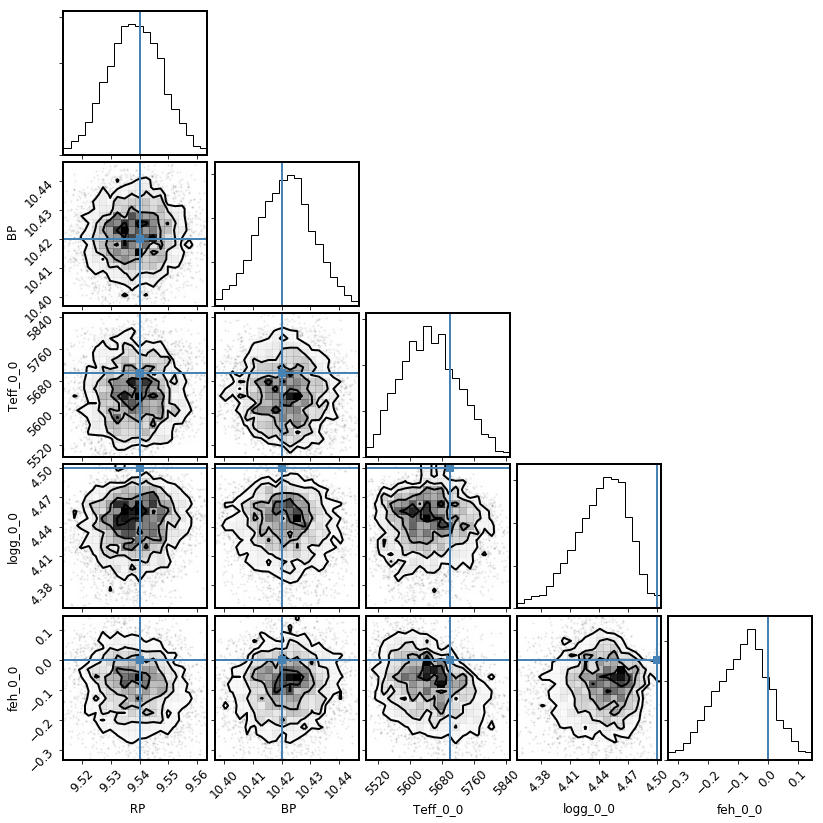 BP
10.44
10.43
10.42
10.41
10.40
Teff_0_0
5840
5760
5680
5600
5520
logg_0_0
4.50
4.47
4.44
4.41
4.38
feh_0_0
0.1
0.0
−0.1
−0.2
−0.3
9.52 9.53 9.54 9.55 9.56
10.40 10.41 10.42 10.43 10.44
5520 5600 5680 5760 5840
4.38 4.41 4.44 4.47 4.50
−0.3 −0.2 −0.1 0.0 0.1
RP BP Teff_0_0 logg_0_0 feh_0_0